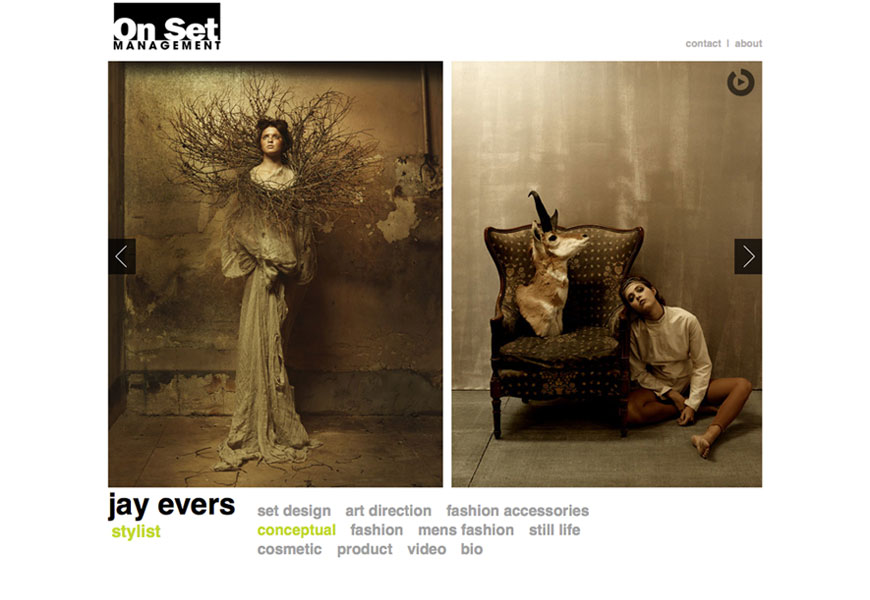 On Set
MANAGEMENT
contact | about
jay evers
stylist
set design art direction fashion accessories
conceptual fashion mens fashion still life
cosmetic product video bio